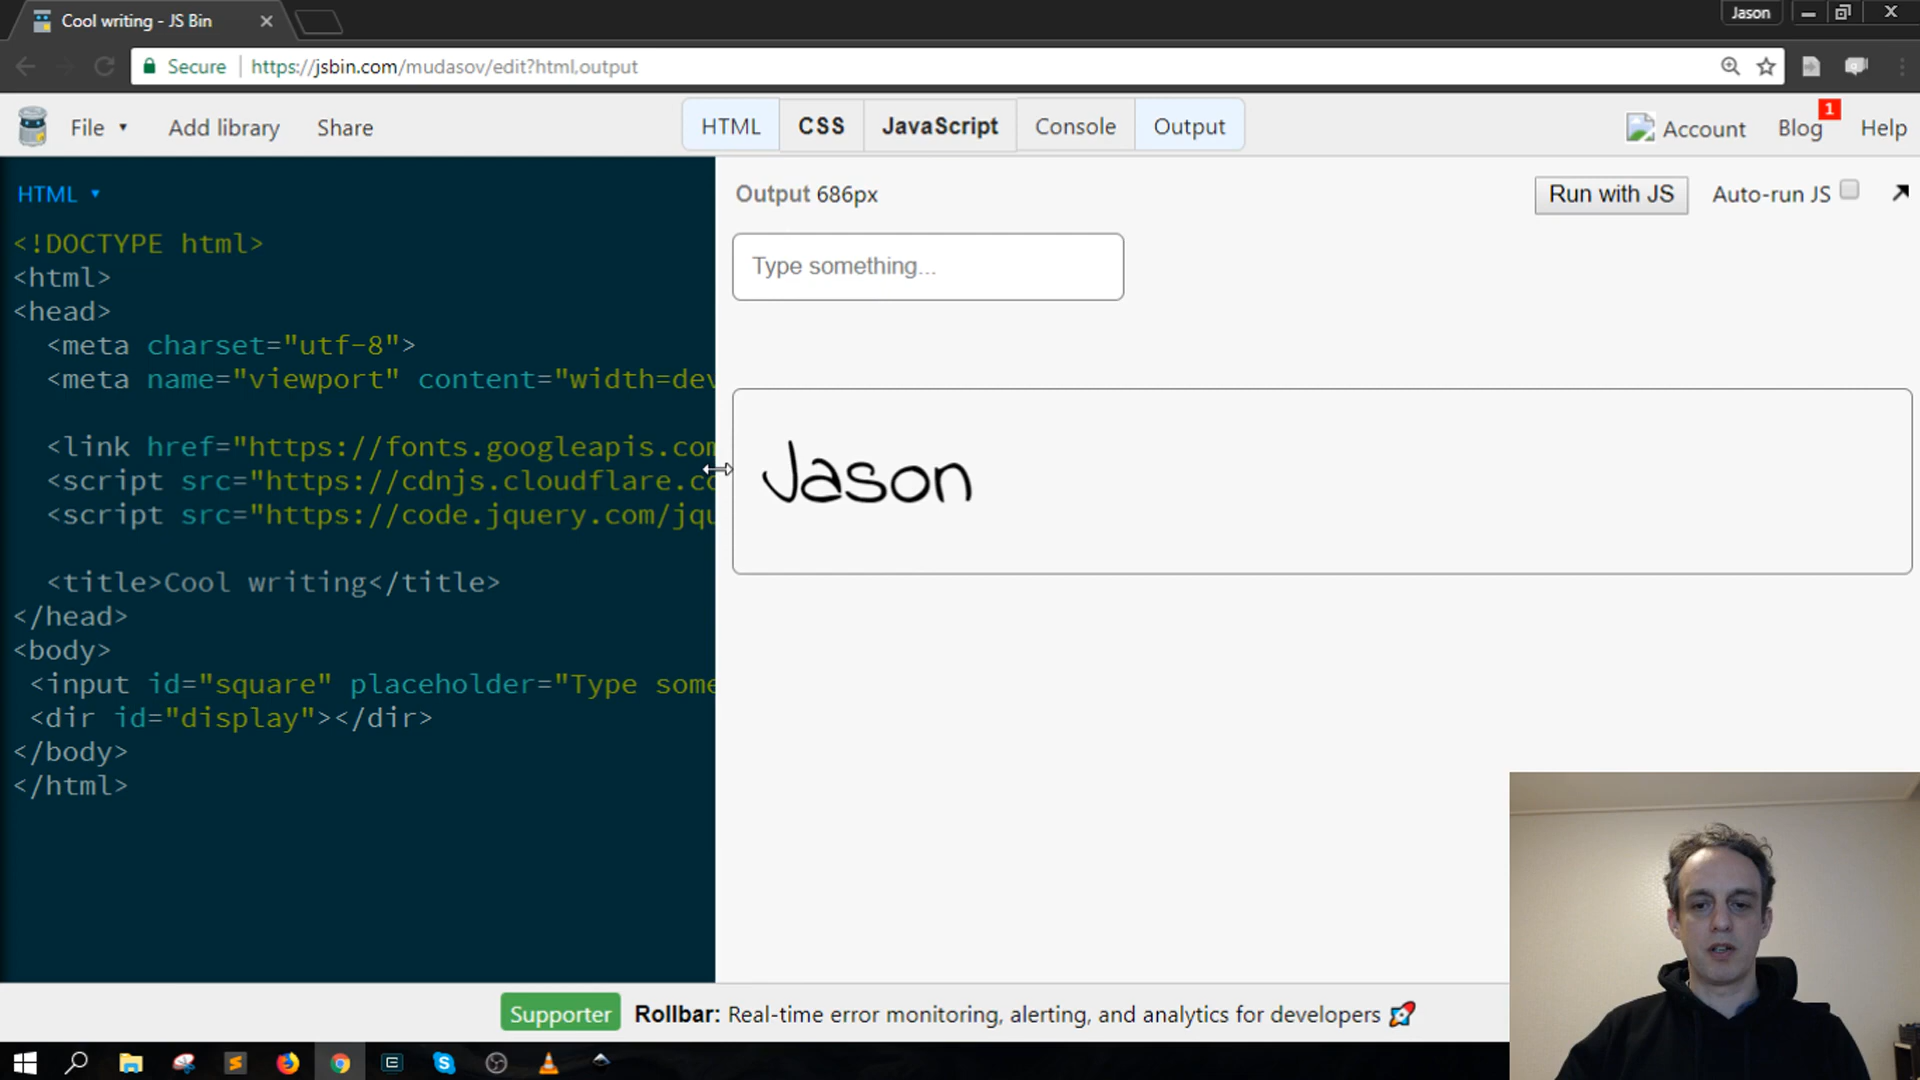 Cool writing - JS Bin
Jason
Secure
https://jsbin.com/mudasov/edit?html,output
File
Add library
Share
HTML
CSS
JavaScript
Console
Output
Account
Blog
1
Help
HTML
Output 686px
Run with JS
Auto-run JS
<!DOCTYPE html>
<html>
<head>
<meta charset="utf-8">
<meta name="viewport" content="width=dev
<link href="https://fonts.googleapis.com
<script src="https://cdnjs.cloudflare.co
<script src="https://code.jquery.com/jqu
<title>Cool writing</title>
</head>
<body>
<input id="square" placeholder="Type some
<dir id="display"></dir>
</body>
</html>
Type something...
Jason
Supporter
Rollbar: Real-time error monitoring, alerting, and analytics for developers